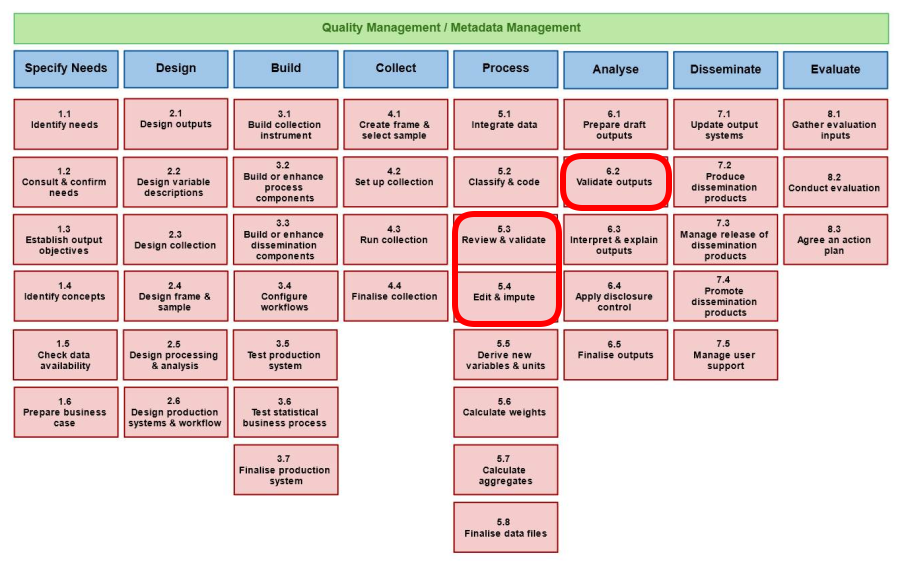 Quality Management / Metadata Management
Specify Needs
Design
Build
Collect
Process
Analyse
Disseminate
Evaluate
1.1
Identify needs
2.1
Design outputs
3.1
Build collection
instrument
4.1
Create frame &
select sample
5.1
Integrate data
6.1
Prepare draft
outputs
7.1
Update output
systems
8.1
Gather evaluation
inputs
1.2
Consult & confirm
needs
2.2
Design variable
descriptions
3.2
Build or enhance
process
components
4.2
Set up collection
5.2
Classify & code
6.2
Validate outputs
7.2
Produce
dissemination
products
8.2
Conduct evaluation
1.3
Establish output
objectives
2.3
Design collection
3.3
Build or enhance
dissemination
components
4.3
Run collection
5.3
Review & validate
6.3
Interpret & explain
outputs
7.3
Manage release of
dissemination
products
8.3
Agree an action
plan
1.4
Identify concepts
2.4
Design frame &
sample
3.4
Configure
workflows
4.4
Finalise collection
5.4
Edit & impute
6.4
Apply disclosure
control
7.4
Promote
dissemination
products
1.5
Check data
availability
2.5
Design processing
& analysis
3.5
Test production
system
5.5
Derive new
variables & units
6.5
Finalise outputs
7.5
Manage user
support
1.6
Prepare business
case
2.6
Design production
systems & workflow
3.6
Test statistical
business process
5.6
Calculate weights
3.7
Finalise production
system
5.7
Calculate
aggregates
5.8
Finalise data files